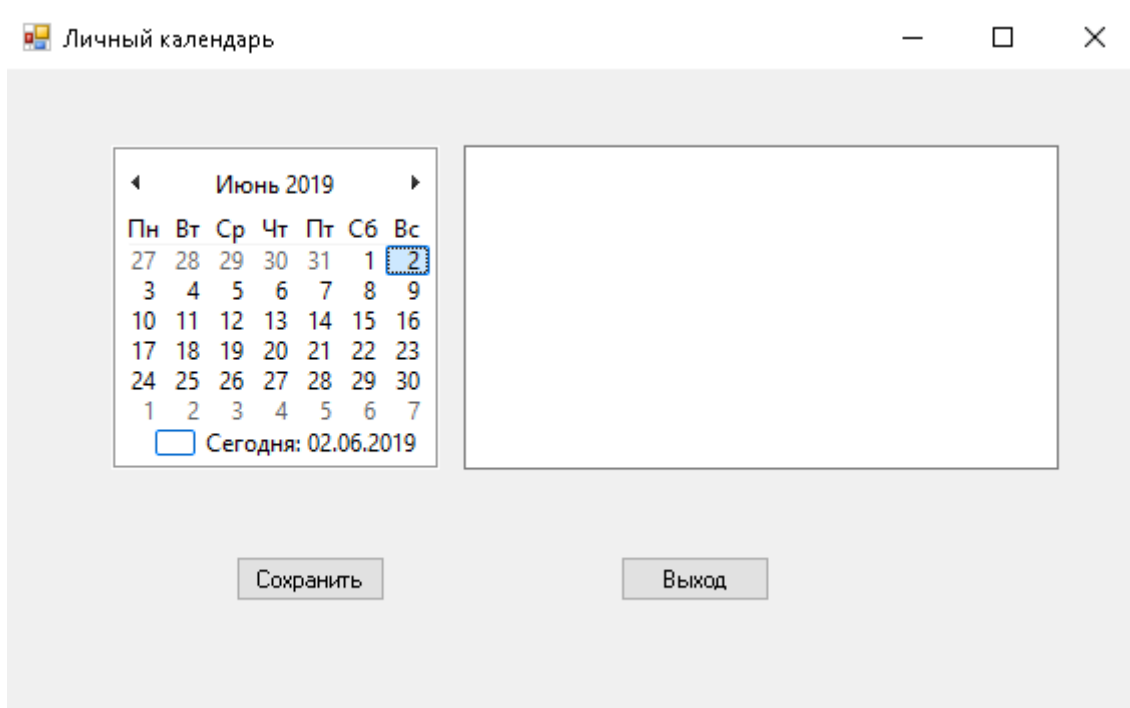 Личный календарь
Июнь 2019
Пн Вт Ср Чт Пт Сб Вс
27 28 29 30 31 1 2
3 4 5 6 7 8 9
10 11 12 13 14 15 16
17 18 19 20 21 22 23
24 25 26 27 28 29 30
1 2 3 4 5 6 7
Сегодня: 02.06.2019
Сохранить
Выход